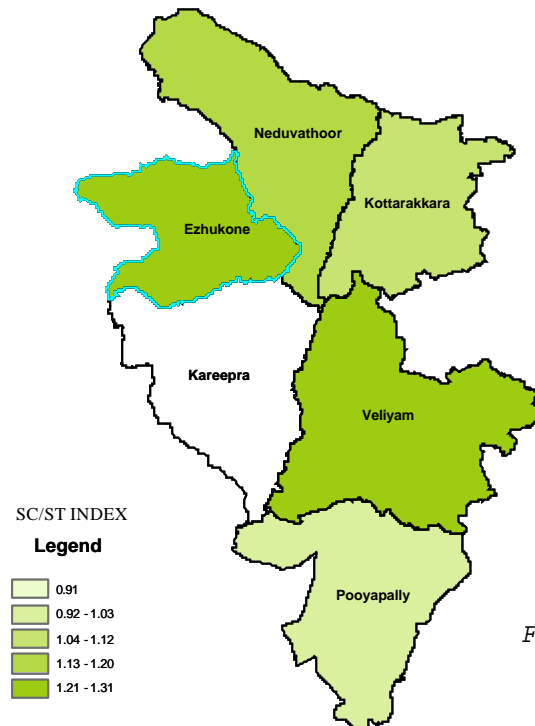 Neduvathoor
Kottarakkara
Ezhukone
Kareepra
Veliyam
SC/ST INDEX
Legend
0.91
0.92 - 1.03
1.04 - 1.12
1.13 - 1.20
1.21 - 1.31
Pooyapally
F